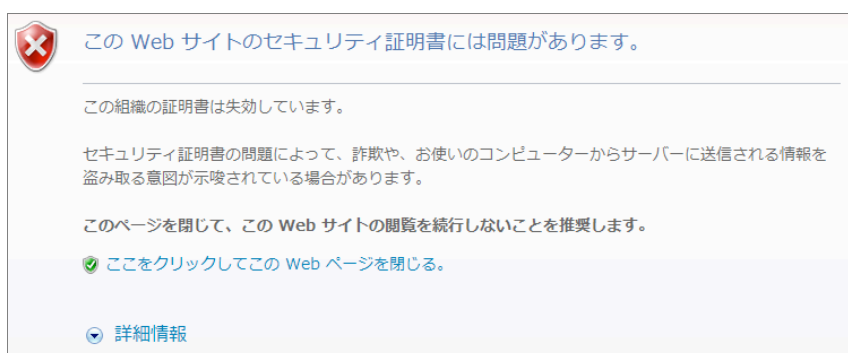 この Web サイトのセキュリティ証明書には問題があります。
この組織の証明書は失効しています。
セキュリティ証明書の問題によって、詐欺や、お使いのコンピューターからサーバーに送信される情報を
盗み取る意図が示唆されている場合があります。
このページを閉じて、この Web サイトの閲覧を続行しないことを推奨します。
ここをクリックしてこの Web ページを閉じる。
詳細情報